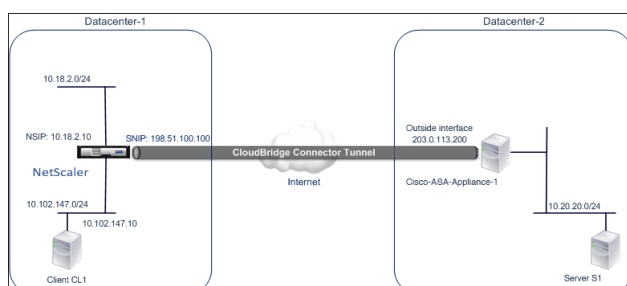 Datacenter-1
Datacenter-2
10.18.2.0/24
NSIP: 10.18.2.10
SNIP: 198.51.100.100
NetScaler
CloudBridge Connector Tunnel
Internet
Outside interface
203.0.113.200
Cisco-ASA-Appliance-1
10.102.147.0/24
10.102.147.10
10.20.20.0/24
Client CL1
Server S1